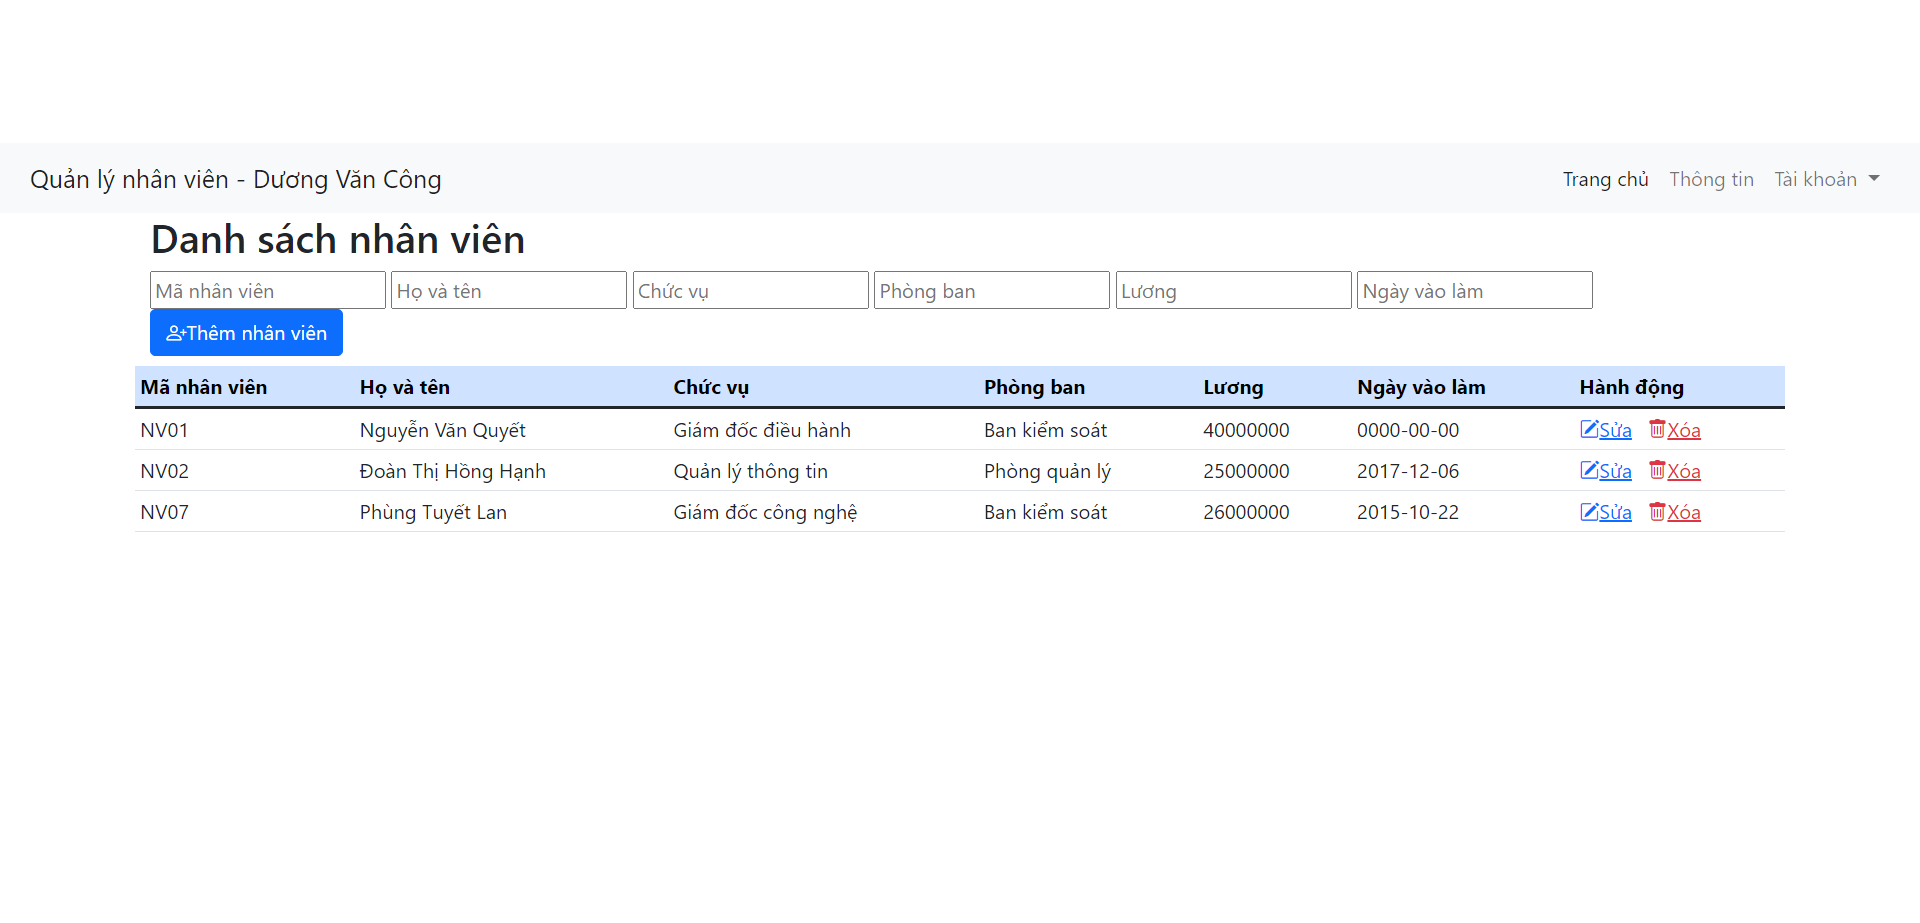 Quản lý nhân viên - Dương Văn Công Trang chủ Thông tin Tài khoản
Danh sách nhân viên
Mã nhân viên Họ và tên Chức vụ Phòng ban Lương Ngày vào làm
Thêm nhân viên
Mã nhân viên Họ và tên Chức vụ Phòng ban Lương Ngày vào làm Hành động
NV01 Nguyễn Văn Quyết Giám đốc điều hành Ban kiểm soát 40000000 0000-00-00 Sửa Xóa
NV02 Đoàn Thị Hồng Hạnh Quản lý thông tin Phòng quản lý 25000000 2017-12-06 Sửa Xóa
NV07 Phùng Tuyết Lan Giám đốc công nghệ Ban kiểm soát 26000000 2015-10-22 Sửa Xóa